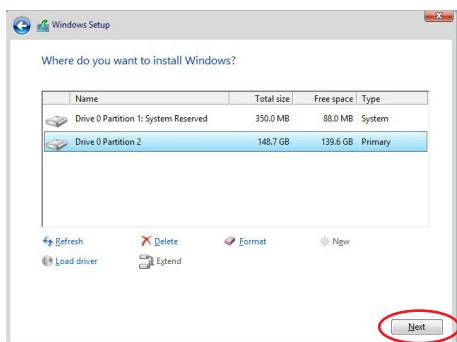 Windows Setup
Where do you want to install Windows?
Name Total size Free space Type
Drive 0 Partition 1: System Reserved 350.0 MB 88.0 MB System
Drive 0 Partition 2 148.7 GB 139.6 GB Primary
Refresh Delete Format New
Load driver Extend
Next